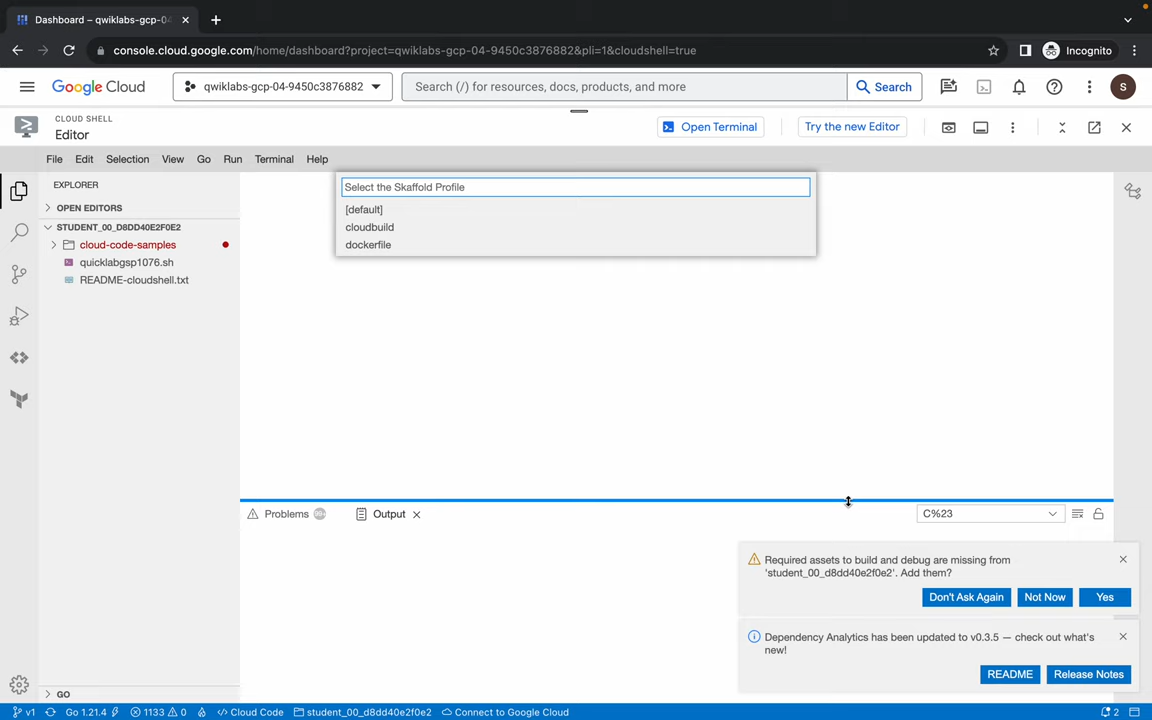 Dashboard – qwiklabs-gcp-04
console.cloud.google.com/home/dashboard?project=qwiklabs-gcp-04-9450c3876882&pli=1&cloudshell=true
Incognito
Google Cloud
qwiklabs-gcp-04-9450c3876882
Search (/) for resources, docs, products, and more
Search
S
CLOUD SHELL
Editor
Open Terminal
Try the new Editor
File Edit Selection View Go Run Terminal Help
EXPLORER
OPEN EDITORS
STUDENT_00_D8DD40E2F0E2
cloud-code-samples
quicklabgsp1076.sh
README-cloudshell.txt
Select the Skaffold Profile
[default]
cloudbuild
dockerfile
Problems 99+
Output
C%23
Required assets to build and debug are missing from
'student_00_d8dd40e2f0e2'. Add them?
Don't Ask Again
Not Now
Yes
Dependency Analytics has been updated to v0.3.5 — check out what's
new!
README
Release Notes
GO
v1 Go 1.21.4 1133 0 Cloud Code student_00_d8dd40e2f0e2 Connect to Google Cloud 2